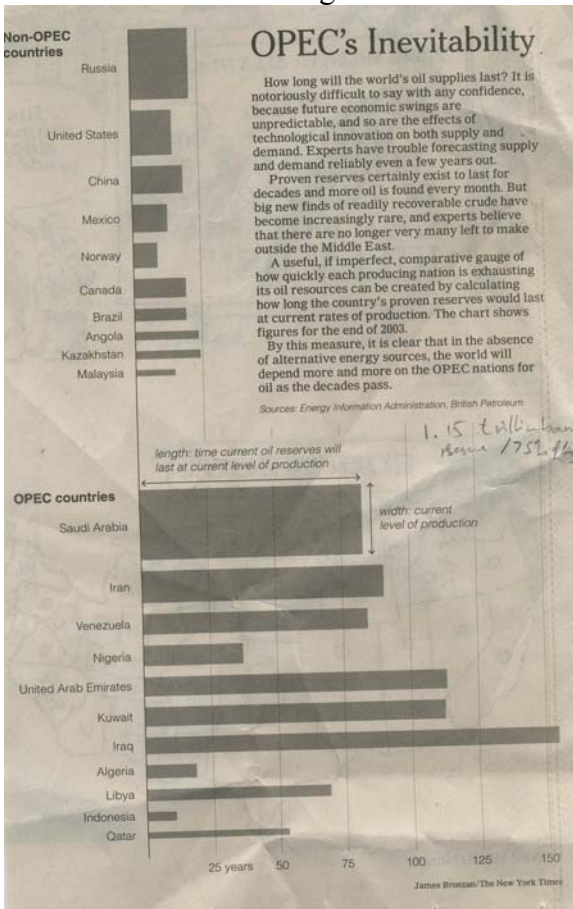 Non-OPEC
countries
Russia
United States
China
Mexico
Norway
Canada
Brazil
Angola
Kazakhstan
Malaysia
OPEC's Inevitability
How long will the world's oil supplies last? It is
notoriously difficult to say with any confidence,
because future economic swings are
unpredictable, and so are the effects of
technological innovation on both supply and
demand. Experts have trouble forecasting supply
and demand reliably even a few years out.
Proven reserves certainly exist to last for
decades and more oil is found every month. But
big new finds of readily recoverable crude have
become increasingly rare, and experts believe
that there are no longer very many left to make
outside the Middle East.
A useful, if imperfect, comparative gauge of
how quickly each producing nation is exhausting
its oil resources can be created by calculating
how long the country's proven reserves would last
at current rates of production. The chart shows
figures for the end of 2003.
By this measure, it is clear that in the absence
of alternative energy sources, the world will
depend more and more on the OPEC nations for
oil as the decades pass.
Sources: Energy Information Administration, British Petroleum
1.15 trillion
length: time current oil reserves will
last at current level of production
width: current
level of production
OPEC countries
Saudi Arabia
Iran
Venezuela
Nigeria
United Arab Emirates
Kuwait
Iraq
Algeria
Libya
Indonesia
Qatar
25 years 50 75 100 125 150
James Bronzan/The New York Times